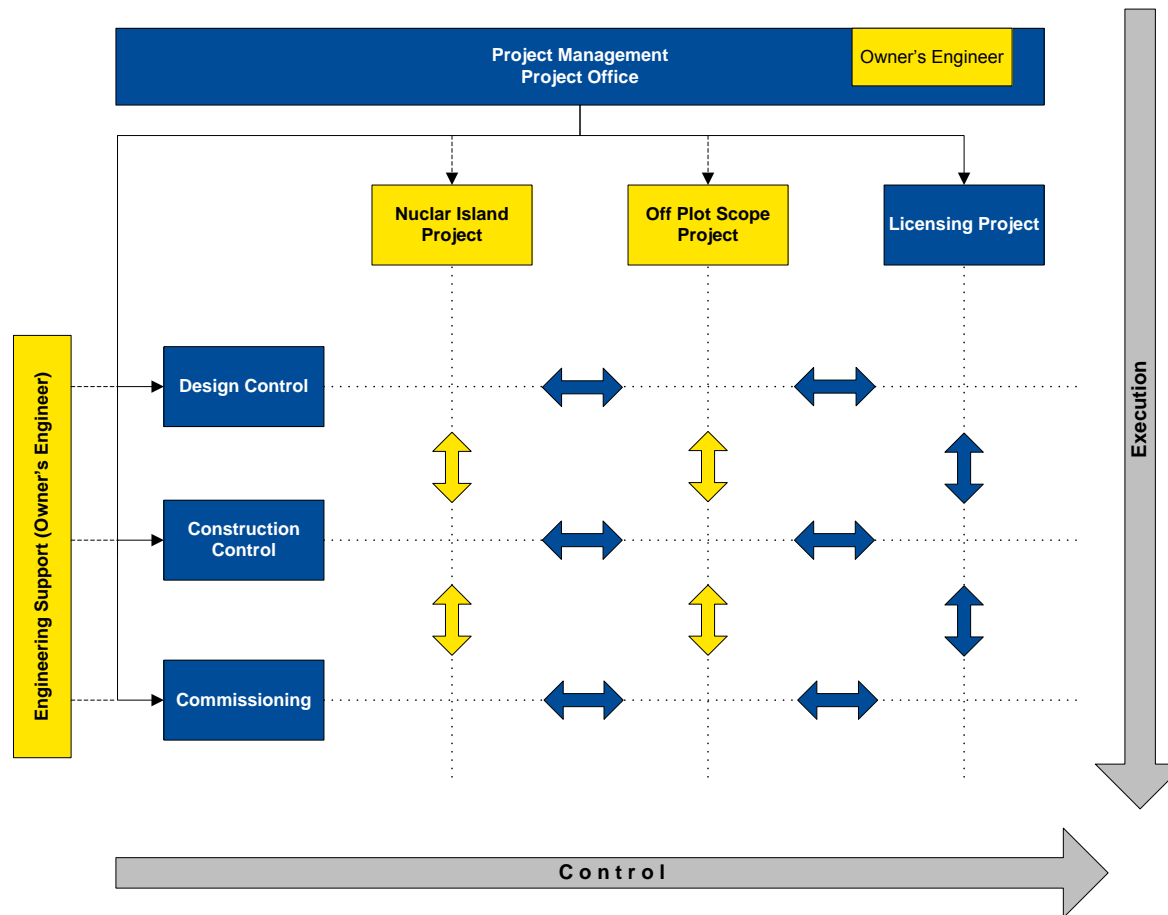 Project Management
Project Office
Owner's Engineer
Nuclar Island
Project
Off Plot Scope
Project
Licensing Project
Engineering Support (Owner's Engineer)
Design Control
Construction
Control
Commissioning
Execution
Control